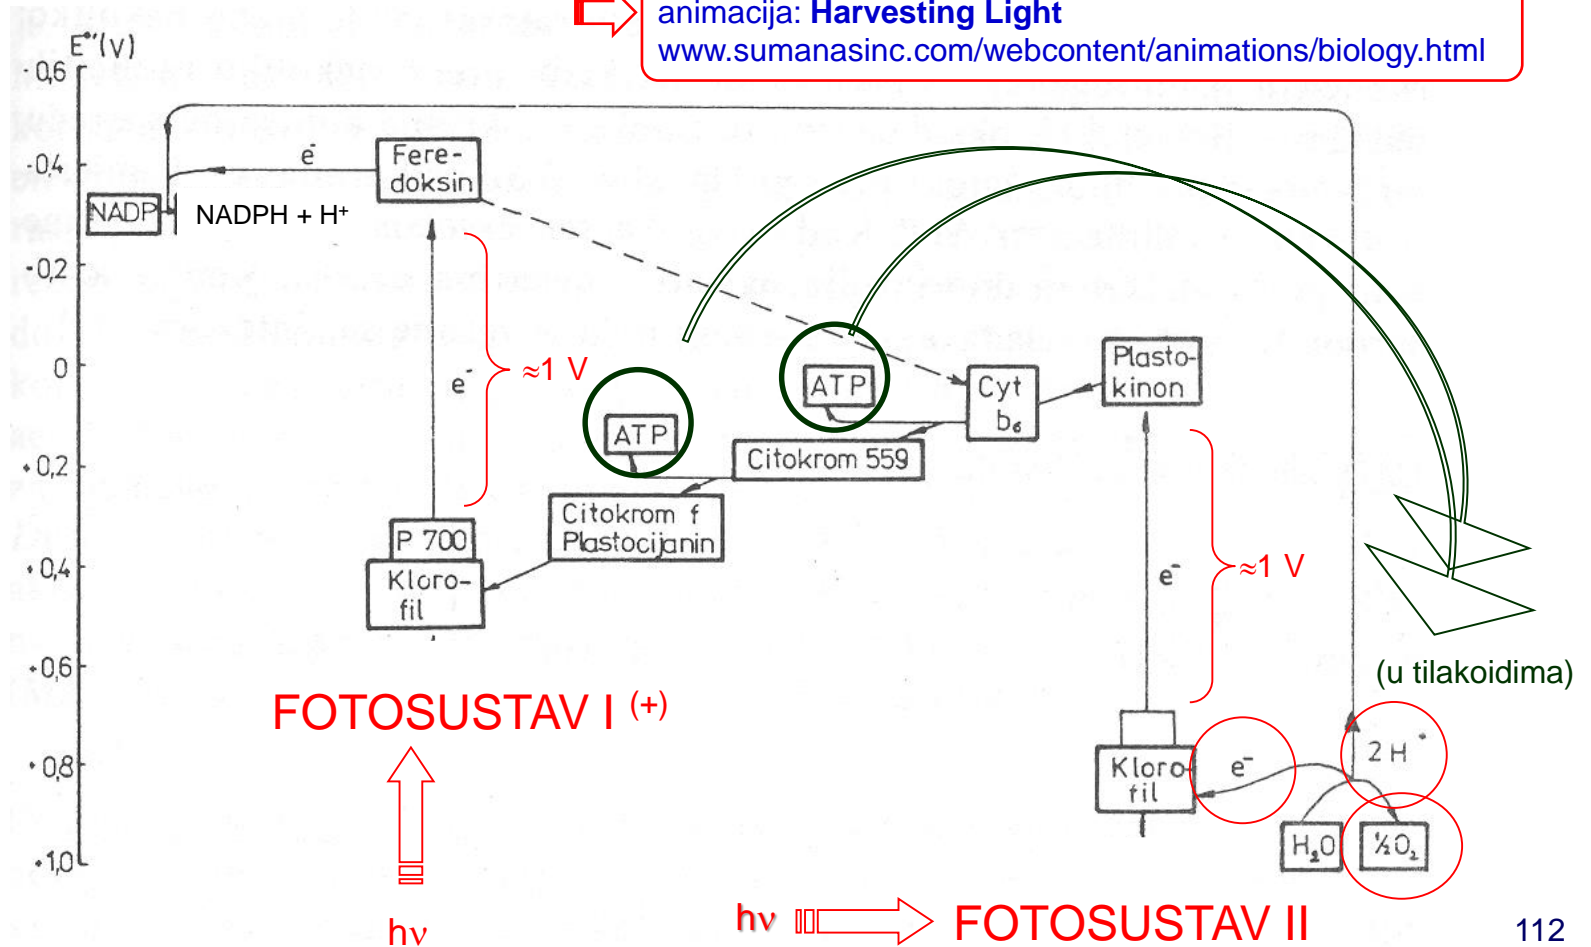 animacija: Harvesting Light
www.sumanasinc.com/webcontent/animations/biology.html
E°'(V)
-0,6
-0,4
-0,2
0
+0,2
+0,4
+0,6
+0,8
+1,0
NADP
NADPH + H⁺
e⁻
Fere-
doksin
e⁻
≈1 V
ATP
ATP
Cyt
b₆
Plasto-
kinon
Citokrom 559
Citokrom f
Plastocijanin
P 700
Kloro-
fil
e⁻
≈1 V
(u tilakoidima)
FOTOSUSTAV I (+)
Kloro-
fil
e⁻
2 H⁺
H₂O
½O₂
hν
hν
FOTOSUSTAV II
112